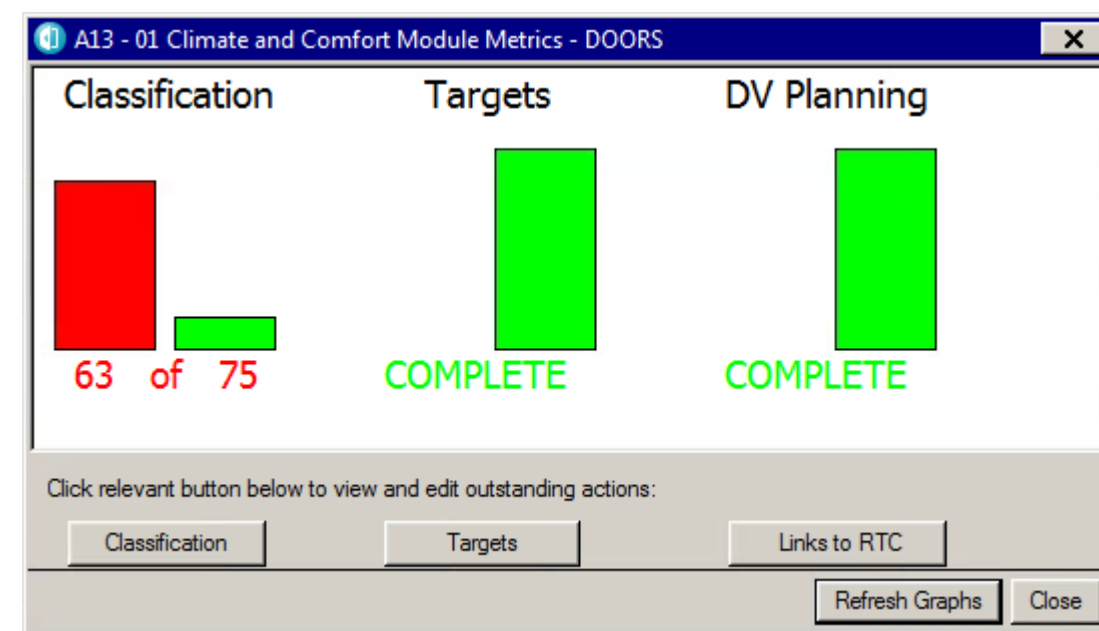 A13 - 01 Climate and Comfort Module Metrics - DOORS
Classification Targets DV Planning
63 of 75 COMPLETE COMPLETE
Click relevant button below to view and edit outstanding actions:
Classification Targets Links to RTC
Refresh Graphs Close